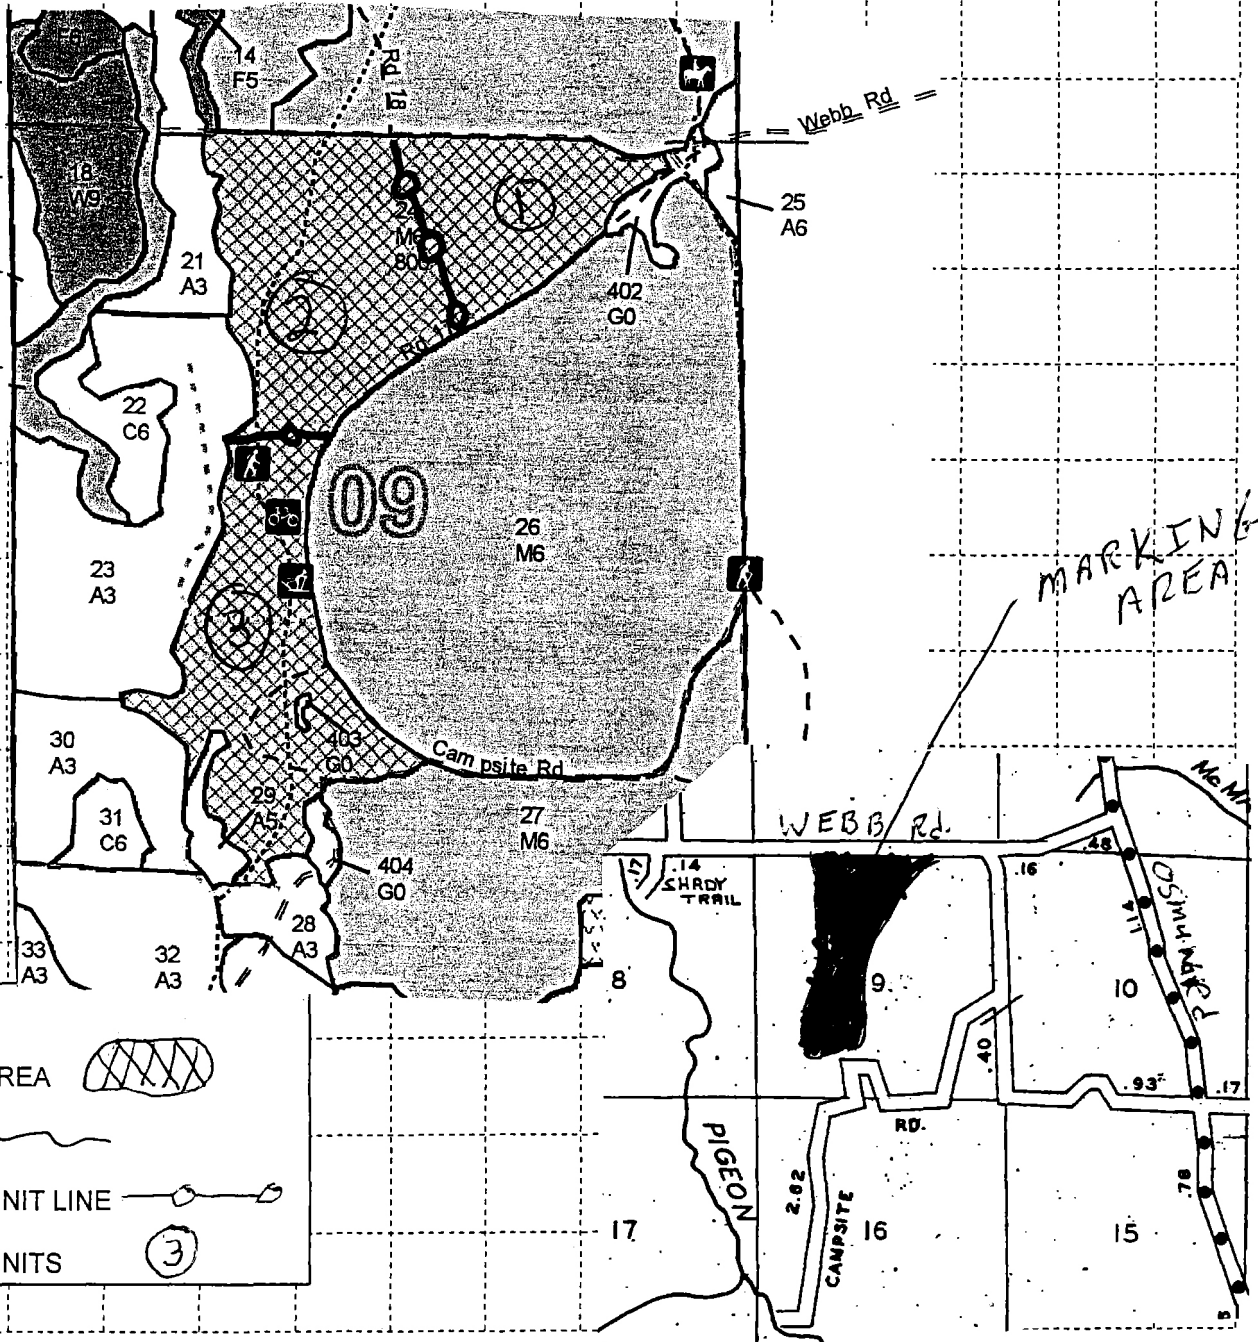 F6
14
F5
Rd 18
Webb Rd
18
W9
21
A3
1
25
A6
2
402
G0
Rd
22
C6
09
26
M6
23
A3
3
MARKING
AREA
30
A3
403
G0
Campsite Rd
31
C6
29
A5
27
M6
404
G0
28
A3
33
A3
32
A3
WEBB Rd.
.17
.14
SHADY
TRAIL
.48
.16
1.14
8
9
10
.40
.93
.17
RD.
PIGEON
2.82
CAMPSITE
.78
17
16
15
REA
NIT LINE
NITS
3